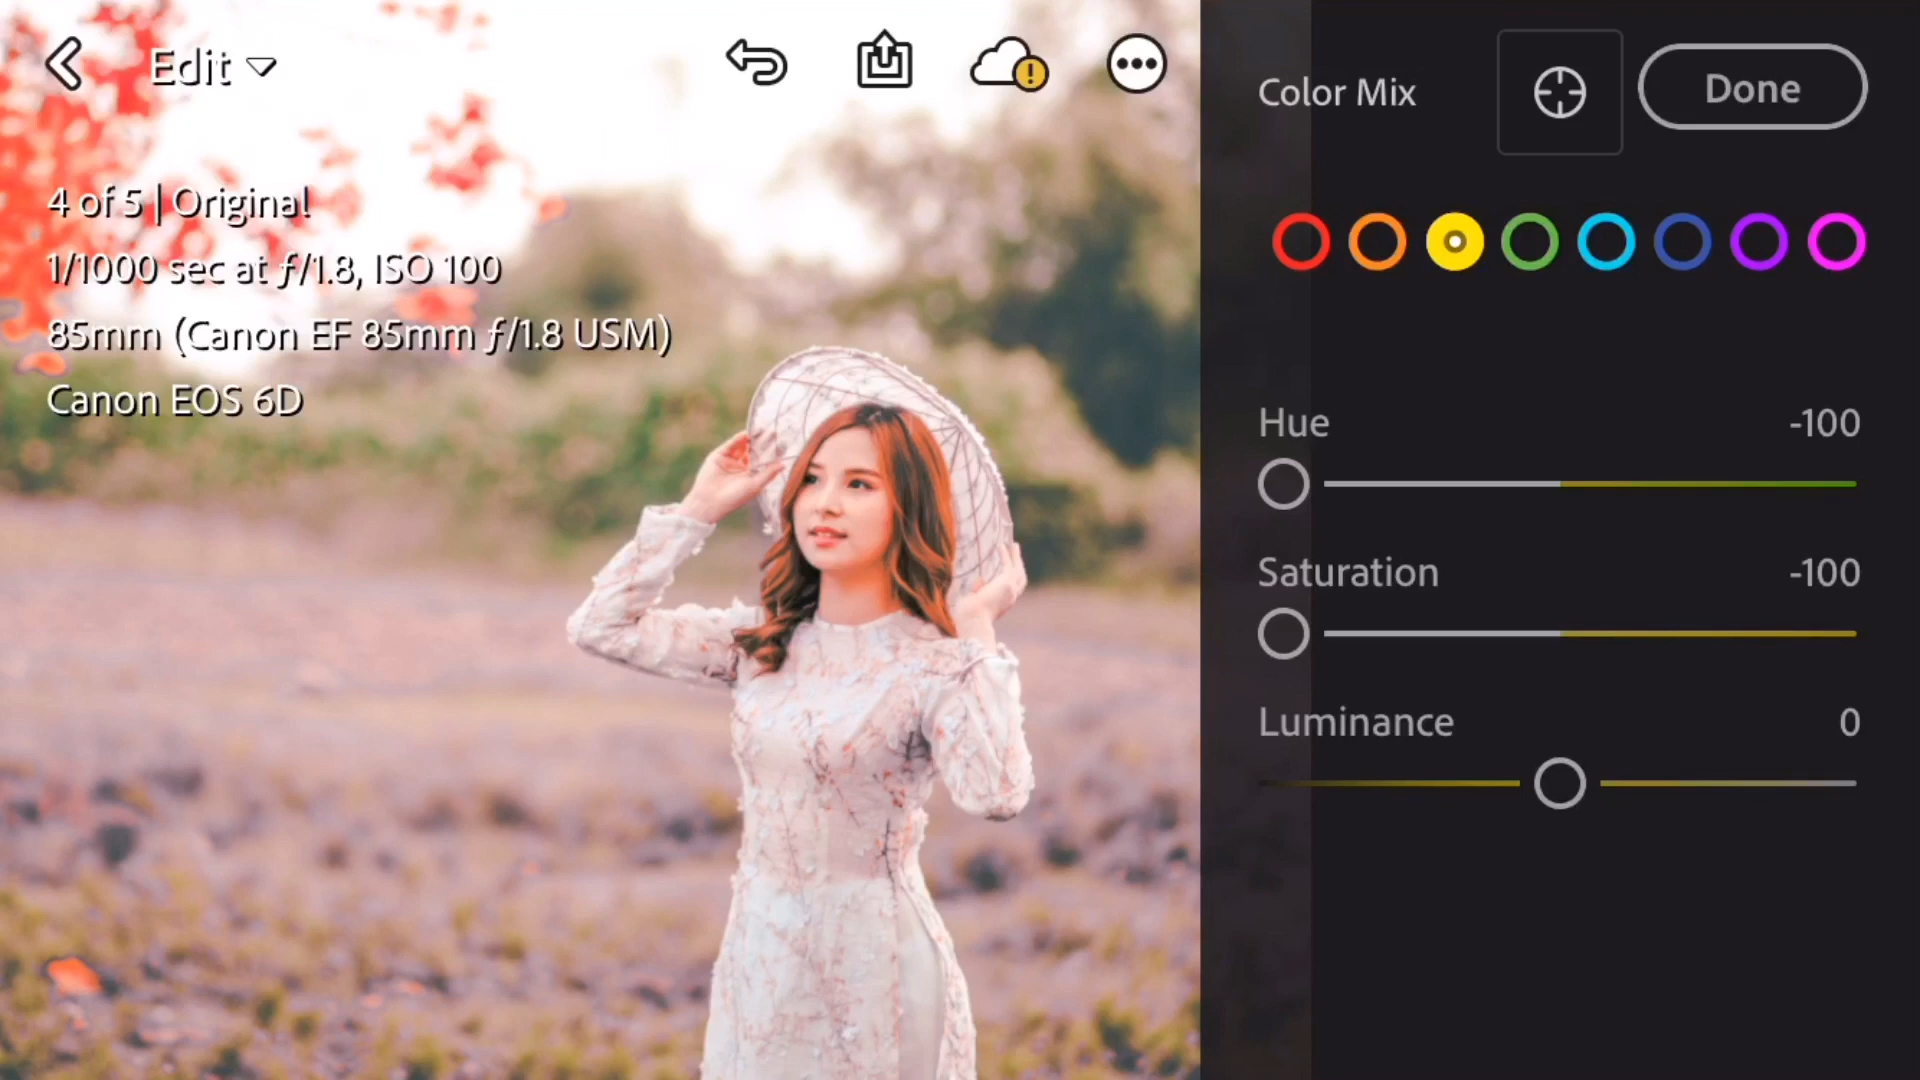 Edit
Color Mix
Done
4 of 5 | Original
1/1000 sec at ƒ/1.8, ISO 100
85mm (Canon EF 85mm ƒ/1.8 USM)
Canon EOS 6D
Hue -100
Saturation -100
Luminance 0